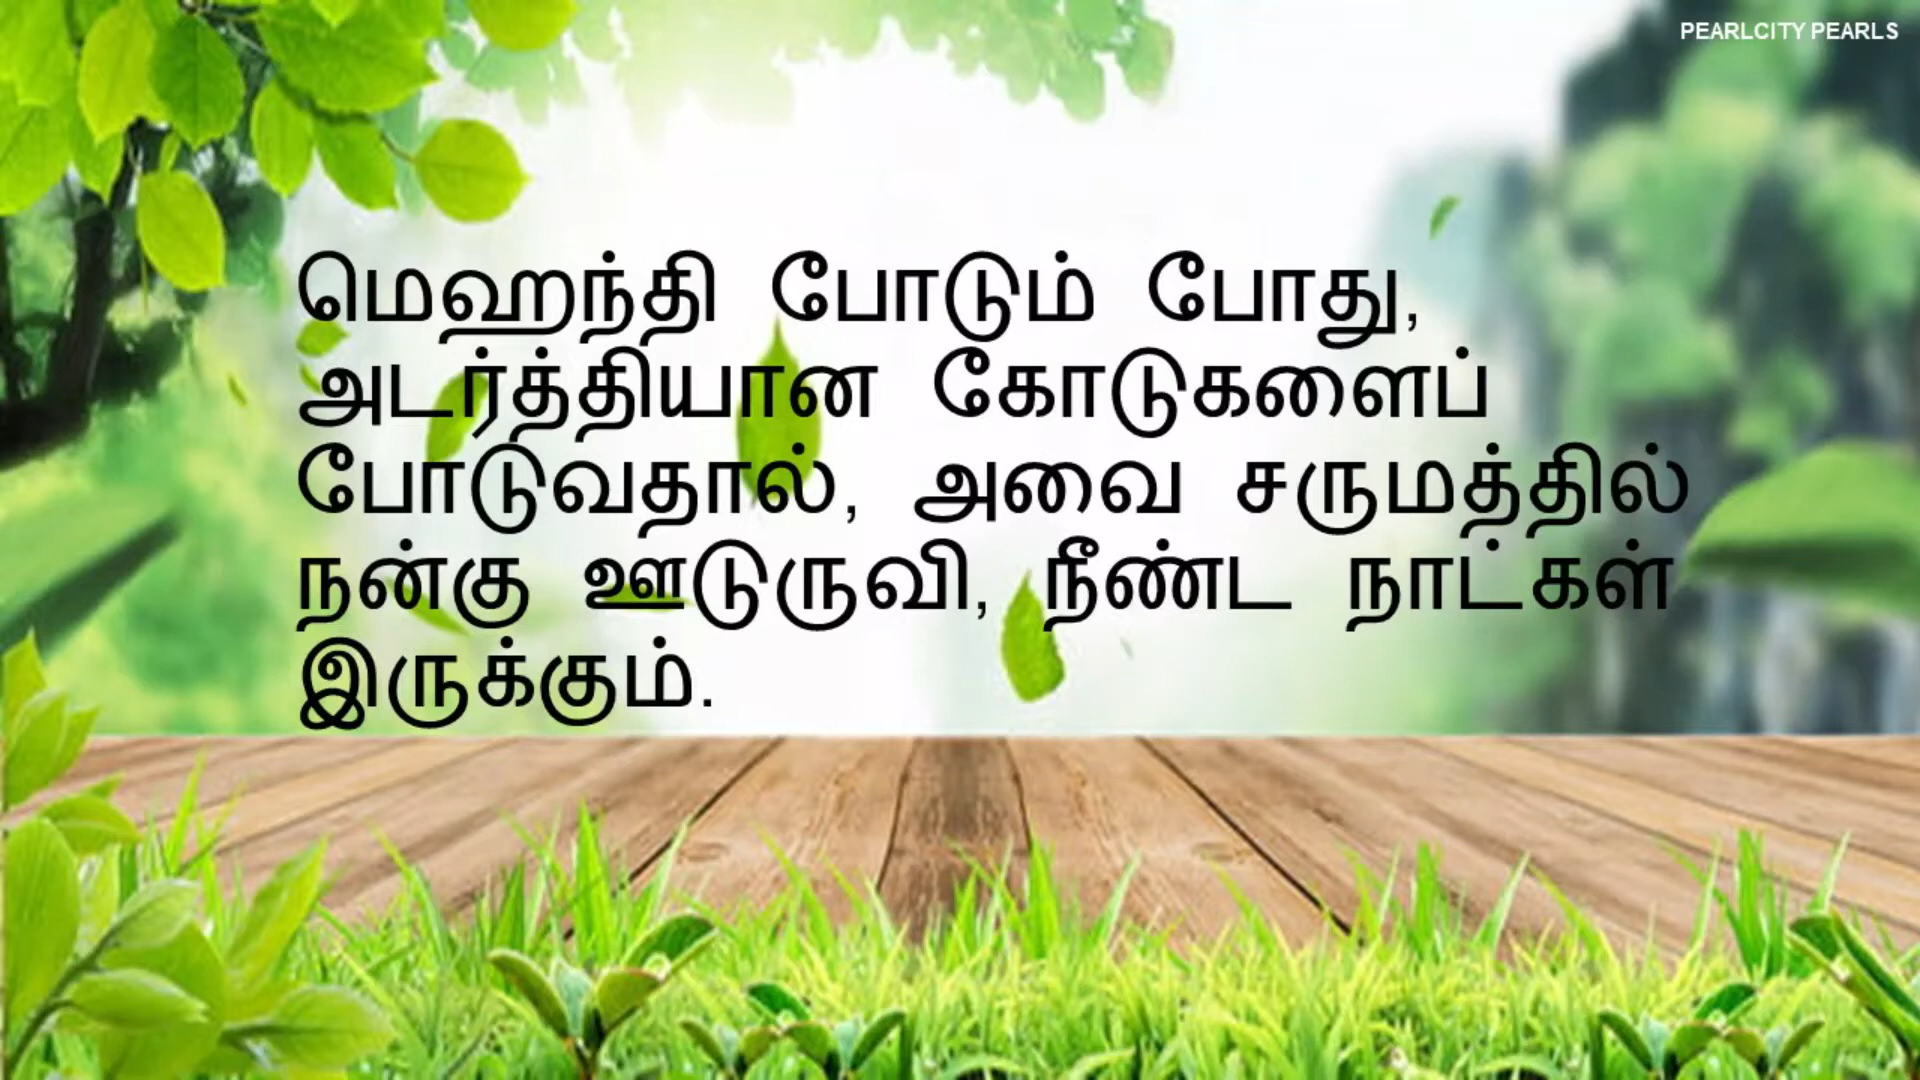 PEARLCITY PEARLS
மெஹந்தி போடும் போது,
அடர்த்தியான கோடுகளைப்
போடுவதால், அவை சருமத்தில்
நன்கு ஊடுருவி, நீண்ட நாட்கள்
இருக்கும்.